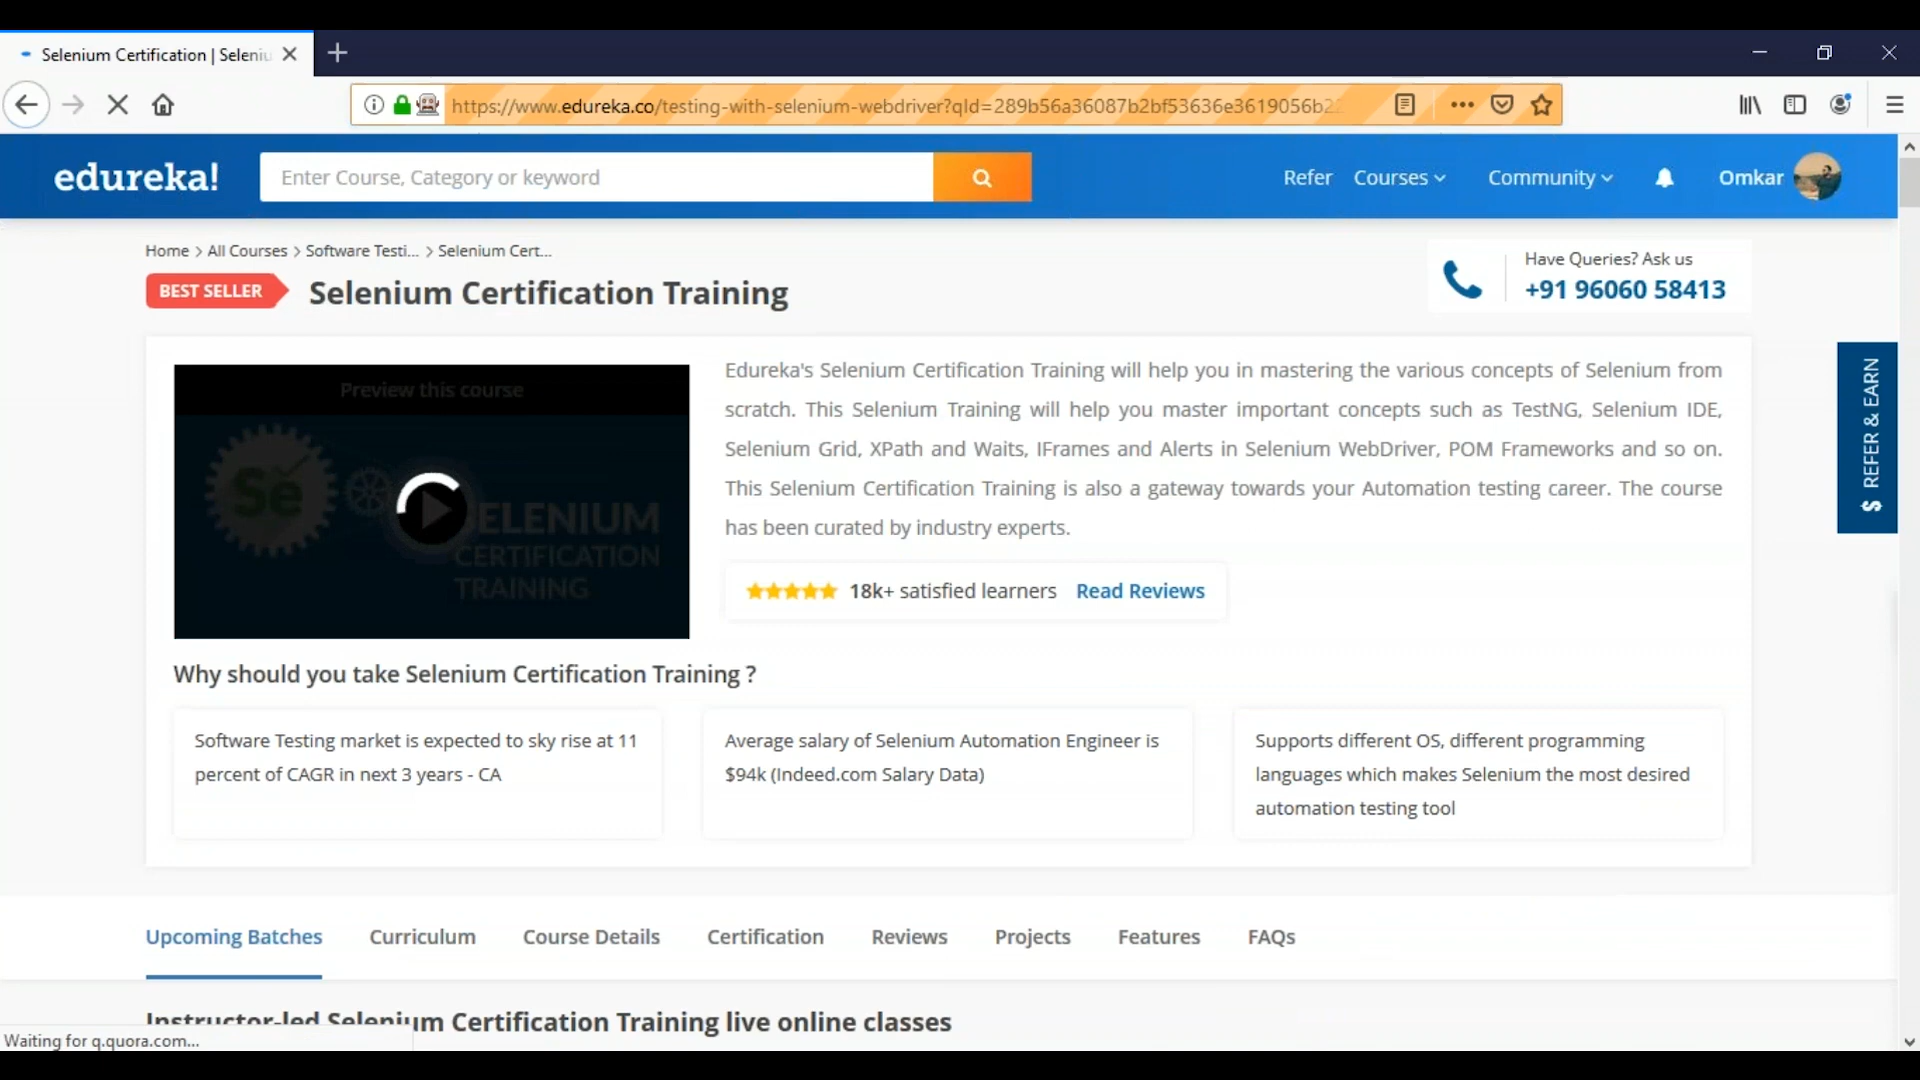 Selenium Certification | Seleniu
https://www.edureka.co/testing-with-selenium-webdriver?qId=289b56a36087b2bf53636e3619056b22
edureka!
Enter Course, Category or keyword
Refer
Courses
Community
Omkar
Home > All Courses > Software Testi... > Selenium Cert...
BEST SELLER
Selenium Certification Training
Have Queries? Ask us
+91 96060 58413
Preview this course
Se
SELENIUM
CERTIFICATION
TRAINING
Edureka's Selenium Certification Training will help you in mastering the various concepts of Selenium from
scratch. This Selenium Training will help you master important concepts such as TestNG, Selenium IDE,
Selenium Grid, XPath and Waits, IFrames and Alerts in Selenium WebDriver, POM Frameworks and so on.
This Selenium Certification Training is also a gateway towards your Automation testing career. The course
has been curated by industry experts.
18k+ satisfied learners Read Reviews
$ REFER & EARN
Why should you take Selenium Certification Training ?
Software Testing market is expected to sky rise at 11
percent of CAGR in next 3 years - CA
Average salary of Selenium Automation Engineer is
$94k (Indeed.com Salary Data)
Supports different OS, different programming
languages which makes Selenium the most desired
automation testing tool
Upcoming Batches
Curriculum
Course Details
Certification
Reviews
Projects
Features
FAQs
Instructor-led Selenium Certification Training live online classes
Waiting for q.quora.com...